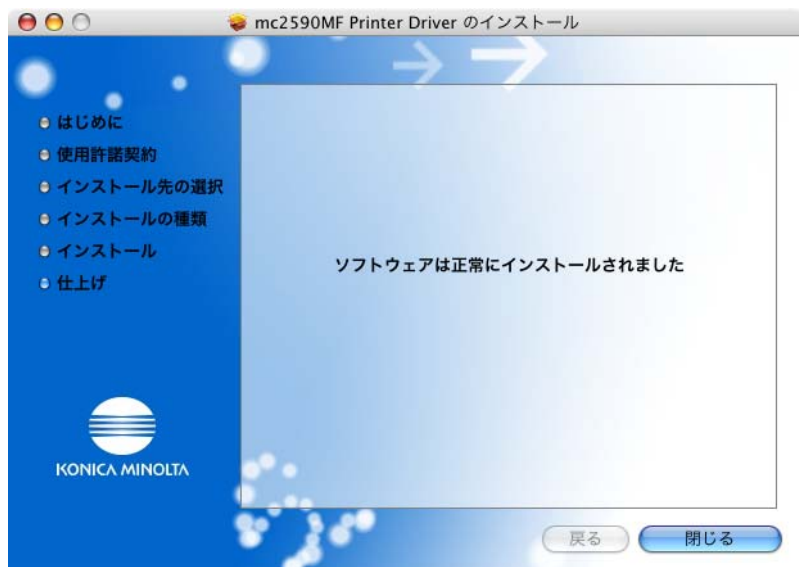 mc2590MF Printer Driver のインストール
はじめに
使用許諾契約
インストール先の選択
インストールの種類
インストール
仕上げ
ソフトウェアは正常にインストールされました
KONICA MINOLTA
戻る
閉じる